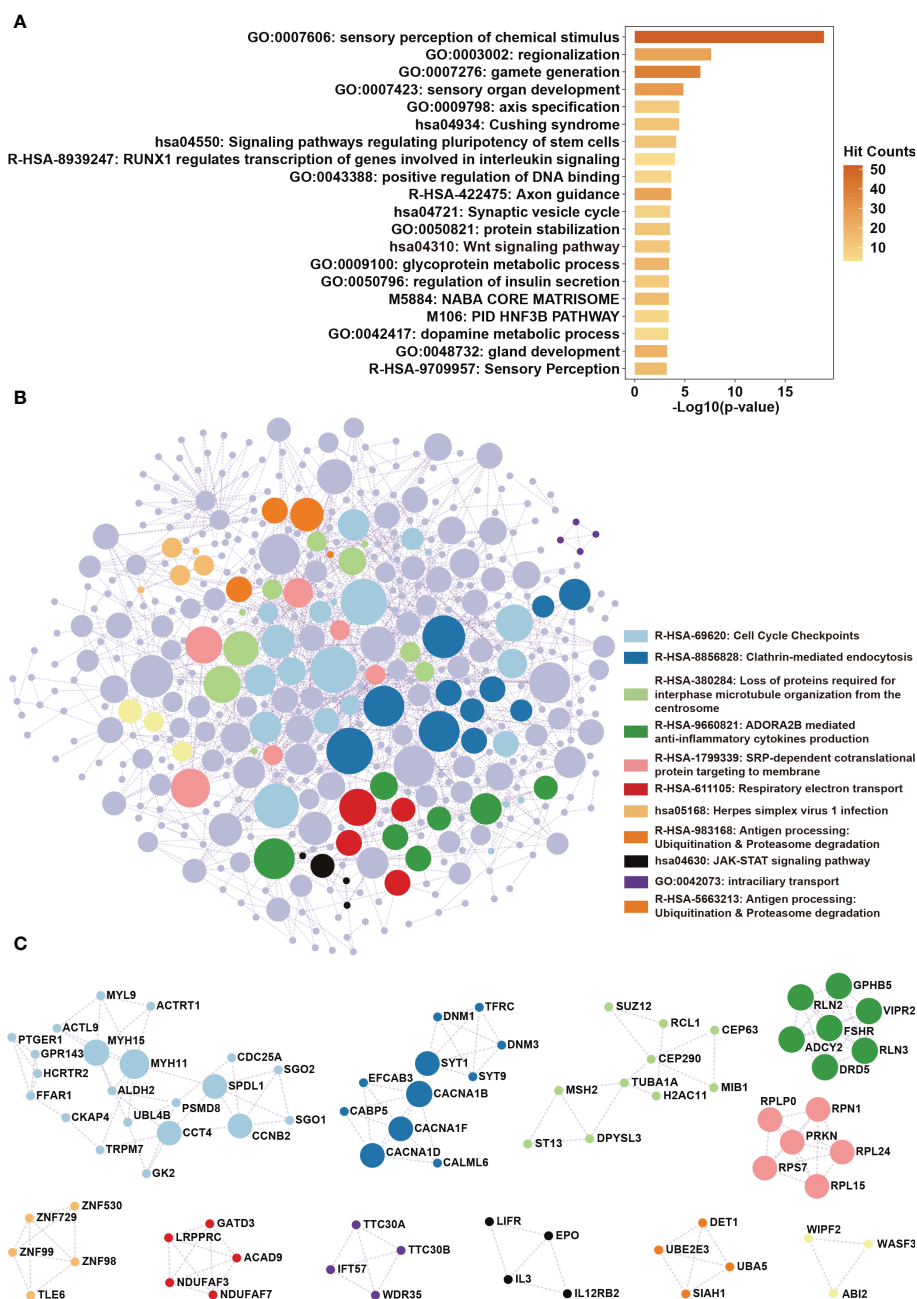 A
GO:0007606: sensory perception of chemical stimulus
GO:0003002: regionalization
GO:0007276: gamete generation
GO:0007423: sensory organ development
GO:0009798: axis specification
hsa04934: Cushing syndrome
hsa04550: Signaling pathways regulating pluripotency of stem cells
R-HSA-8939247: RUNX1 regulates transcription of genes involved in interleukin signaling
GO:0043388: positive regulation of DNA binding
R-HSA-422475: Axon guidance
hsa04721: Synaptic vesicle cycle
GO:0050821: protein stabilization
hsa04310: Wnt signaling pathway
GO:0009100: glycoprotein metabolic process
GO:0050796: regulation of insulin secretion
M5884: NABA CORE MATRISOME
M106: PID HNF3B PATHWAY
GO:0042417: dopamine metabolic process
GO:0048732: gland development
R-HSA-9709957: Sensory Perception
0 5 10 15
-Log10(p-value)
Hit Counts
50
40
30
20
10
B
R-HSA-69620: Cell Cycle Checkpoints
R-HSA-8856828: Clathrin-mediated endocytosis
R-HSA-380284: Loss of proteins required for
interphase microtubule organization from the
centrosome
R-HSA-9660821: ADORA2B mediated
anti-inflammatory cytokines production
R-HSA-1799339: SRP-dependent cotranslational
protein targeting to membrane
R-HSA-611105: Respiratory electron transport
hsa05168: Herpes simplex virus 1 infection
R-HSA-983168: Antigen processing:
Ubiquitination & Proteasome degradation
hsa04630: JAK-STAT signaling pathway
GO:0042073: intraciliary transport
R-HSA-5663213: Antigen processing:
Ubiquitination & Proteasome degradation
C
MYL9
ACTRT1
ACTL9
MYH15
PTGER1
GPR143
MYH11
HCRTR2
CDC25A
SGO2
SPDL1
FFAR1
ALDH2
PSMD8
CKAP4
UBL4B
SGO1
CCT4
CCNB2
TRPM7
GK2
TFRC
DNM1
DNM3
SYT1
SYT9
EFCAB3
CACNA1B
CABP5
CACNA1F
CACNA1D
CALML6
SUZ12
RCL1
CEP63
CEP290
MSH2
TUBA1A
MIB1
H2AC11
DPYSL3
ST13
GPHB5
RLN2
VIPR2
FSHR
ADCY2
RLN3
DRD5
RPLP0
RPN1
PRKN
RPL24
RPS7
RPL15
ZNF530
ZNF729
ZNF99
ZNF98
TLE6
GATD3
LRPPRC
ACAD9
NDUFAF3
NDUFAF7
TTC30A
TTC30B
IFT57
WDR35
LIFR
EPO
IL3
IL12RB2
DET1
UBE2E3
UBA5
SIAH1
WIPF2
WASF3
ABI2